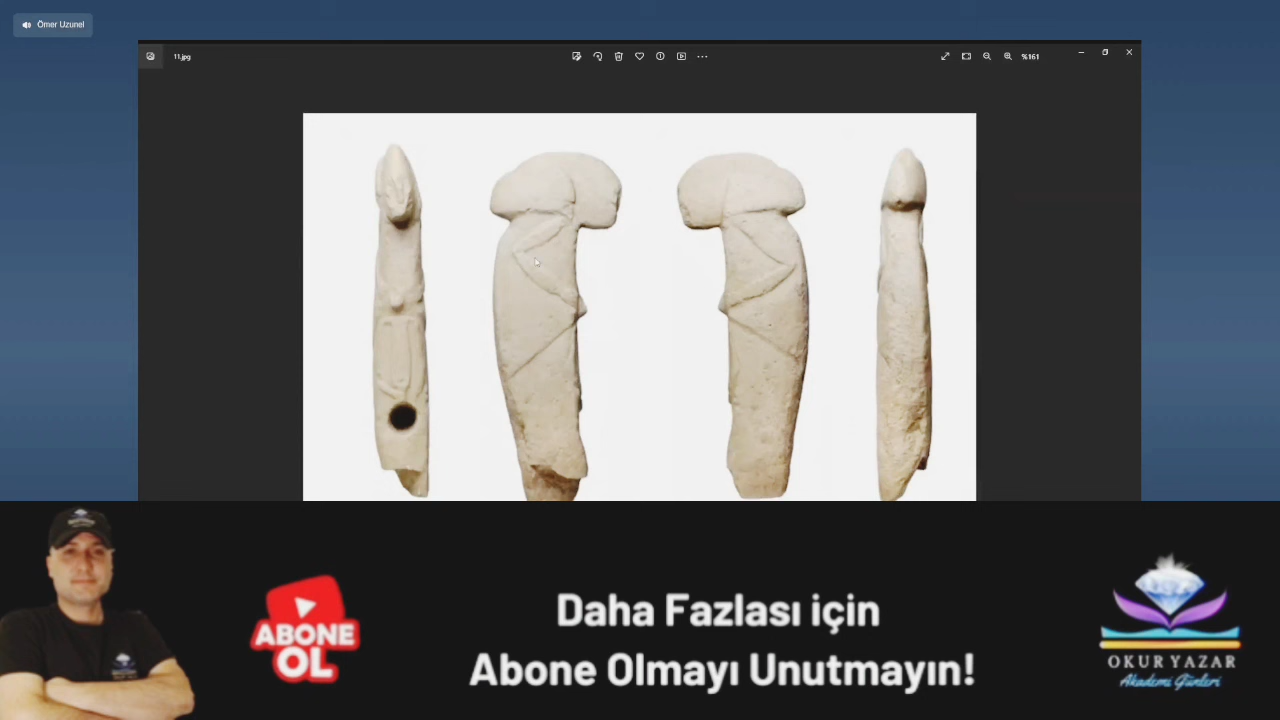 Ömer Uzunel
11.jpg
%161
ABONE
OL
Daha Fazlası için
Abone Olmayı Unutmayın!
OKUR YAZAR
Akademi Günleri